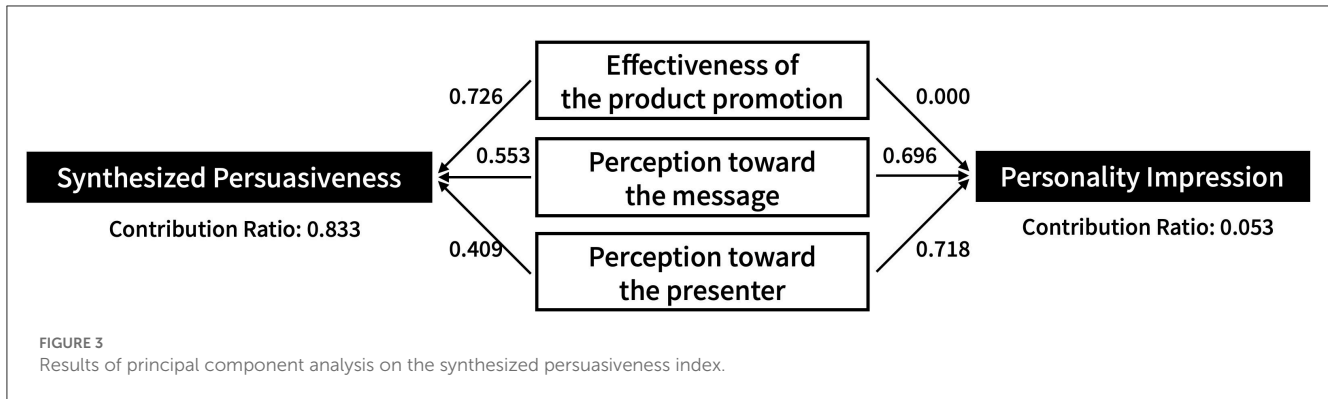 Effectiveness of
the product promotion
0.726
0.000
0.553
Perception toward
the message
0.696
Synthesized Persuasiveness
Contribution Ratio: 0.833
Personality Impression
Contribution Ratio: 0.053
0.409
Perception toward
the presenter
0.718
FIGURE 3
Results of principal component analysis on the synthesized persuasiveness index.